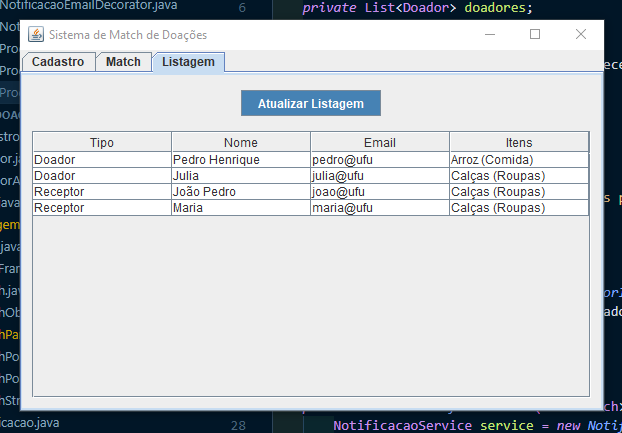 NotificacaoEmailDecorator.java
6 private List<Doador> doadores;
Sistema de Match de Doações
Cadastro Match Listagem
Atualizar Listagem
Tipo Nome Email Itens
Doador Pedro Henrique pedro@ufu Arroz (Comida)
Doador Julia julia@ufu Calças (Roupas)
Receptor João Pedro joao@ufu Calças (Roupas)
Receptor Maria maria@ufu Calças (Roupas)
icacao.java
28 NotificacaoService service = new Notif